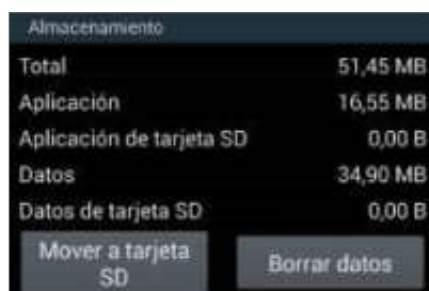 Almacenamiento
Total 51,45 MB
Aplicación 16,55 MB
Aplicación de tarjeta SD 0,00 B
Datos 34,90 MB
Datos de tarjeta SD 0,00 B
Mover a tarjeta
SD
Borrar datos